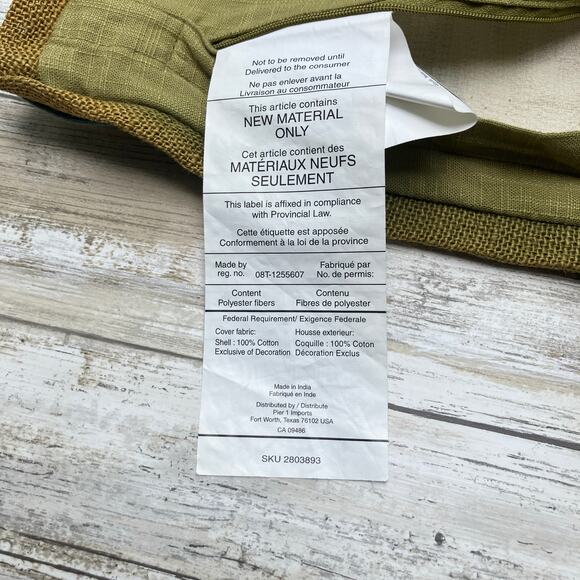 Not to be removed until
Delivered to the consumer
Ne pas enlever avant la
Livraison au consommateur
This article contains
NEW MATERIAL
ONLY
Cet article contient des
MATÉRIAUX NEUFS
SEULEMENT
This label is affixed in compliance
with Provincial Law.
Cette étiquette est apposée
Conformement à la loi de la province
Made by Fabriqué par
reg. no. 08T-1255607 No. de permis:
Content Contenu
Polyester fibers Fibres de polyester
Federal Requirement/ Exigence Federale
Cover fabric: Housse exterieur:
Shell : 100% Cotton Coquille : 100% Coton
Exclusive of Decoration Décoration Exclus
Made in India
Fabriqué en Inde
Distributed by / Distribute
Pier 1 Imports
Fort Worth, Texas 76102 USA
CA 09486
SKU 2803893